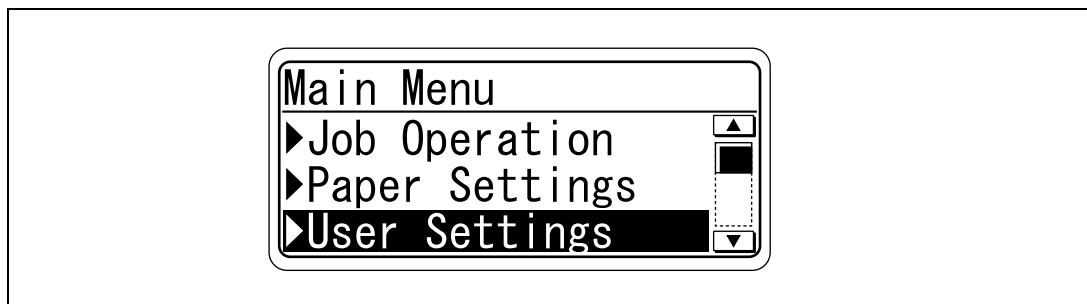 Main Menu
Job Operation
Paper Settings
User Settings